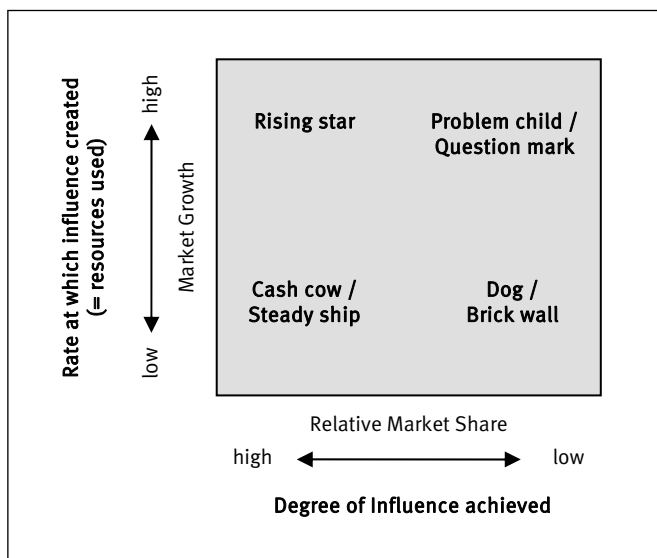 Rate at which influence created
(= resources used)
high
Market Growth
low
Rising star
Problem child /
Question mark
Cash cow /
Steady ship
Dog /
Brick wall
Relative Market Share
high
low
Degree of Influence achieved